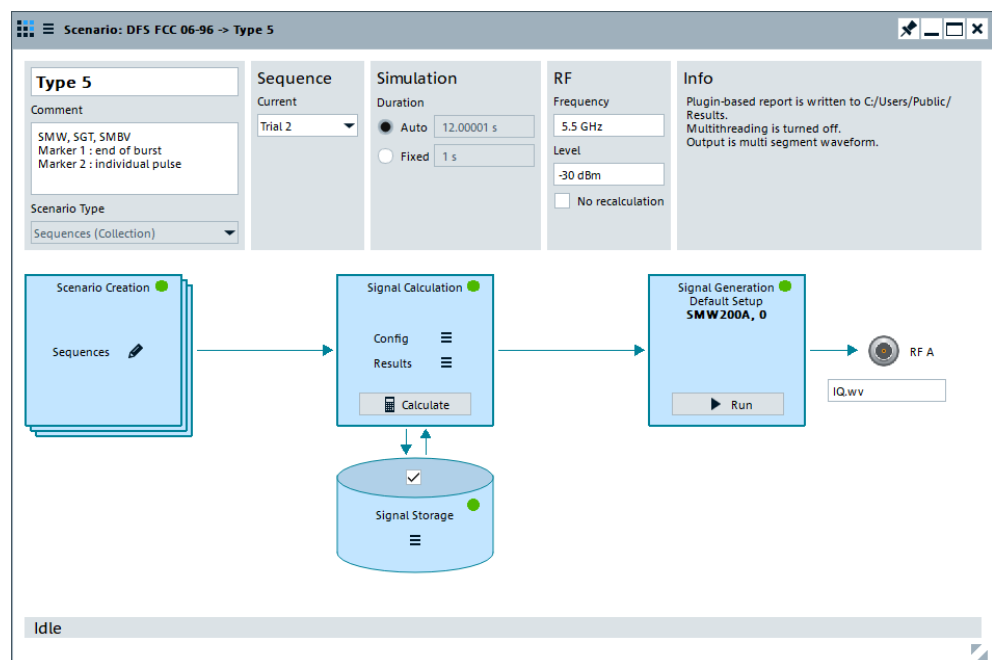 Scenario: DFS FCC 06-96 -> Type 5
Type 5
Comment
SMW, SGT, SMBV
Marker 1 : end of burst
Marker 2 : individual pulse
Scenario Type
Sequences (Collection)
Sequence
Current
Trial 2
Simulation
Duration
Auto 12.00001 s
Fixed 1 s
RF
Frequency
5.5 GHz
Level
-30 dBm
No recalculation
Info
Plugin-based report is written to C:/Users/Public/
Results.
Multithreading is turned off.
Output is multi segment waveform.
Scenario Creation
Sequences
Signal Calculation
Config
Results
Calculate
Signal Storage
Signal Generation
Default Setup
SMW200A, 0
Run
RF A
IQ.wv
Idle